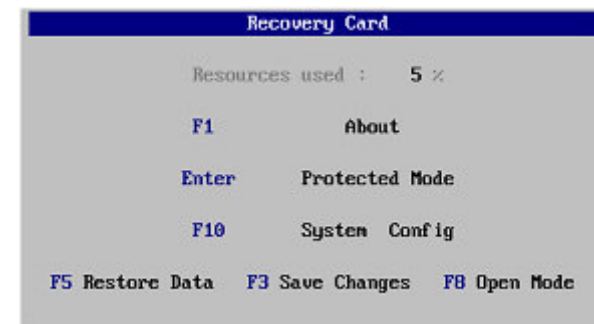 Recovery Card
Resources used : 5 %
F1 About
Enter Protected Mode
F10 System Config
F5 Restore Data F3 Save Changes F8 Open Mode